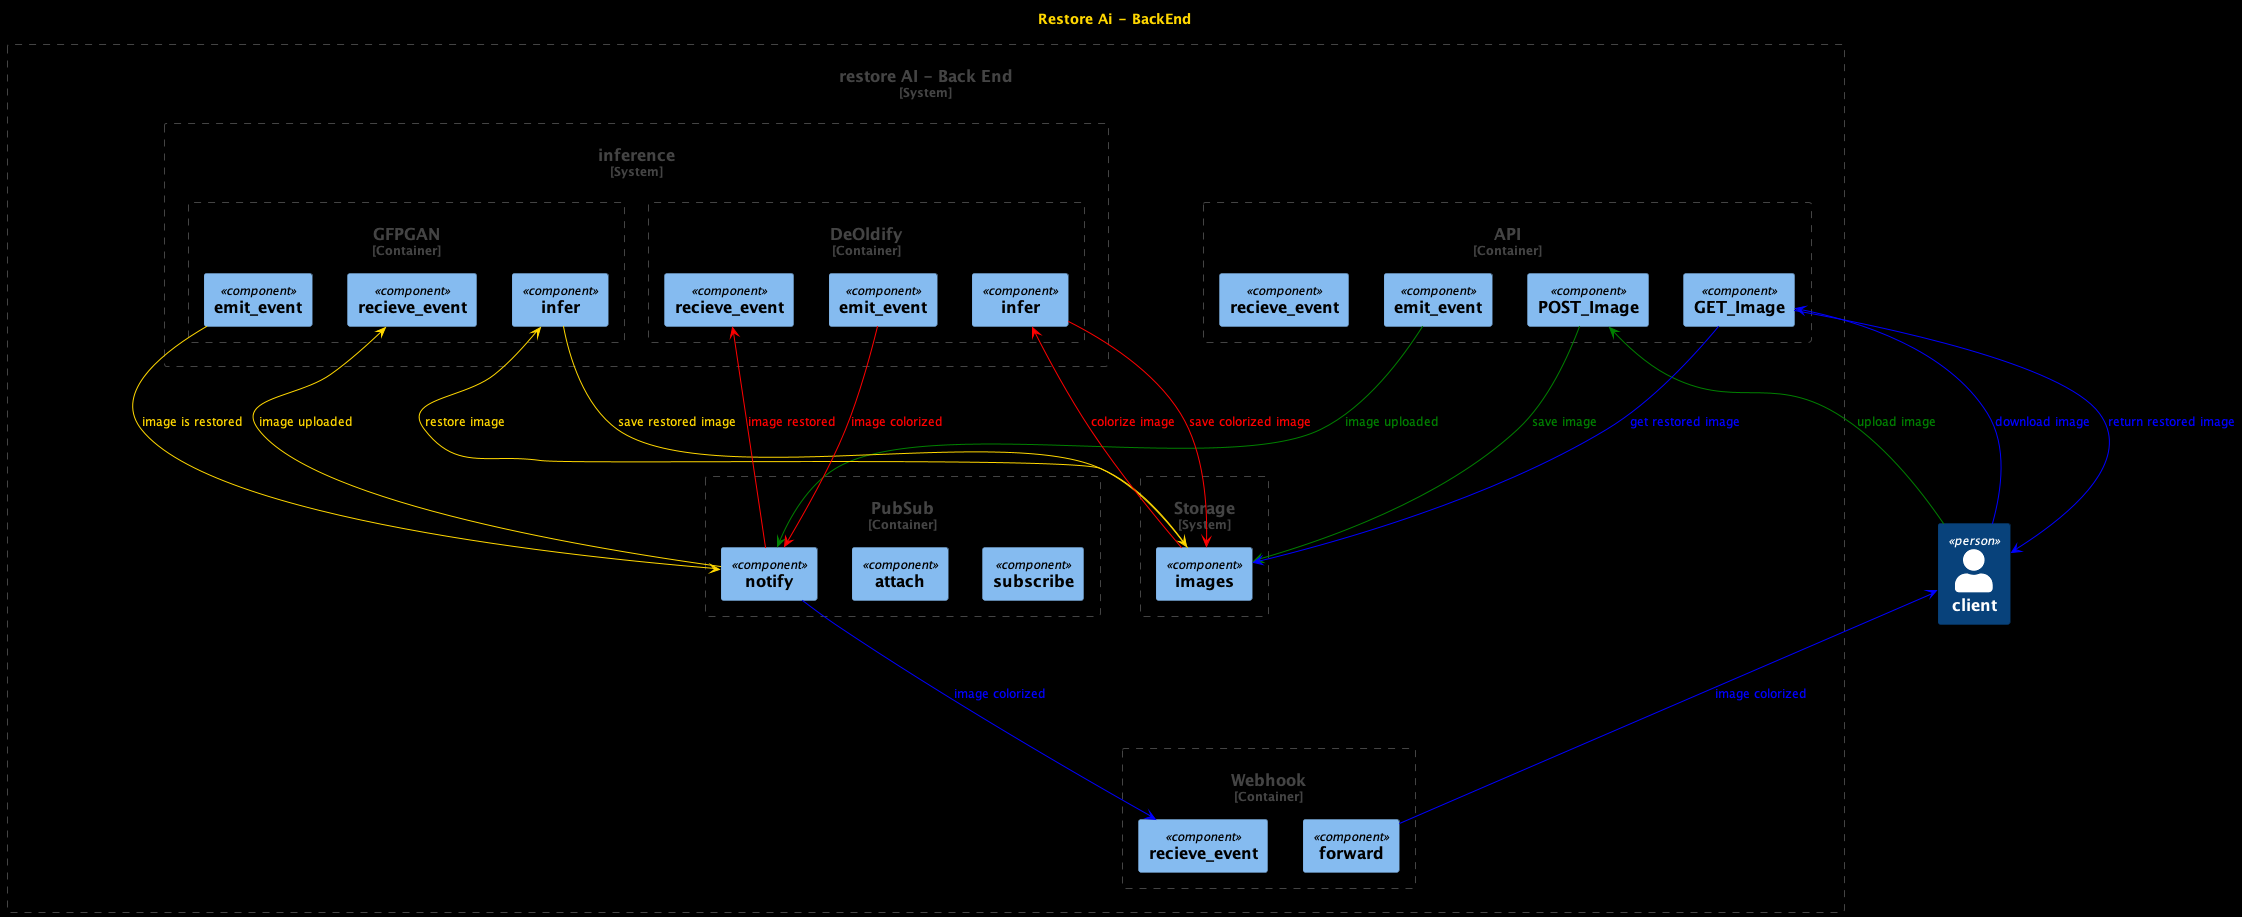 Restore Ai - BackEnd
restore AI - Back End
[System]
inference
[System]
GFPGAN
[Container]
DeOldify
[Container]
API
[Container]
«component»
emit_event
«component»
recieve_event
«component»
infer
«component»
recieve_event
«component»
emit_event
«component»
infer
«component»
recieve_event
«component»
emit_event
«component»
POST_Image
«component»
GET_Image
image is restored
image uploaded
restore image
save restored image
image restored
image colorized
colorize image
save colorized image
image uploaded
save image
get restored image
upload image
download image
return restored image
PubSub
[Container]
Storage
[System]
«component»
notify
«component»
attach
«component»
subscribe
«component»
images
«person»
client
image colorized
image colorized
Webhook
[Container]
«component»
recieve_event
«component»
forward